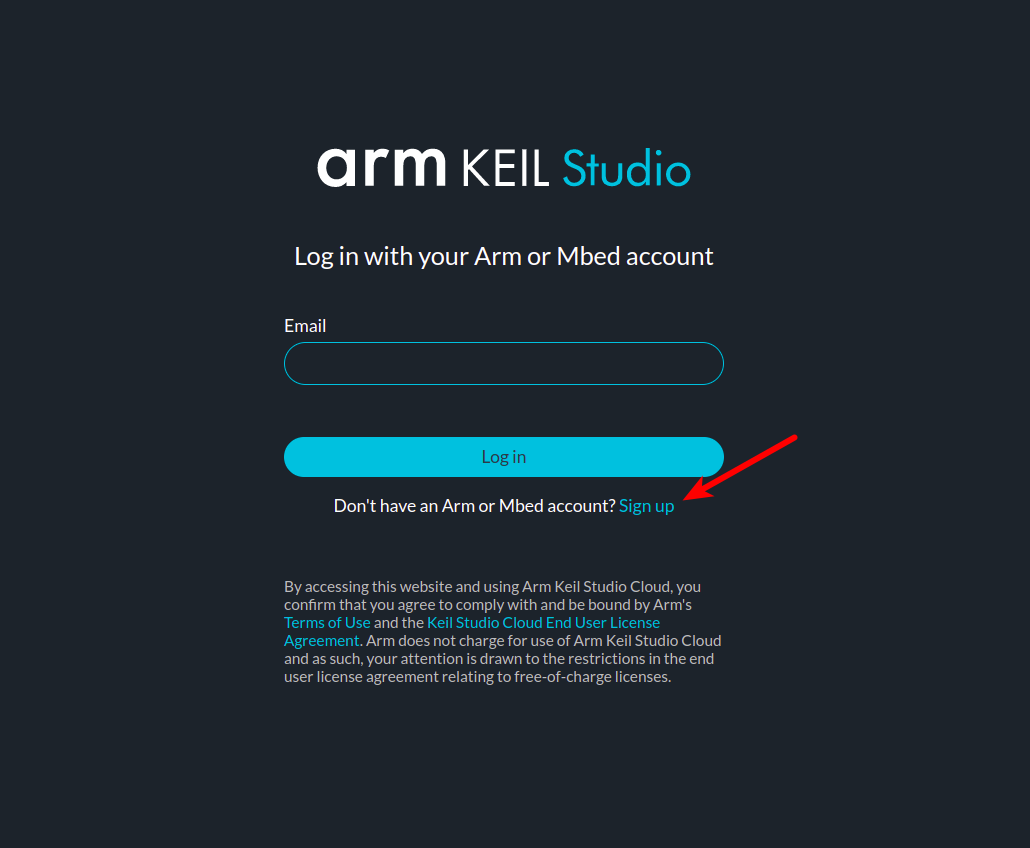 arm KEIL Studio
Log in with your Arm or Mbed account
Email
Log in
Don't have an Arm or Mbed account? Sign up
By accessing this website and using Arm Keil Studio Cloud, you
confirm that you agree to comply with and be bound by Arm's
Terms of Use and the Keil Studio Cloud End User License
Agreement. Arm does not charge for use of Arm Keil Studio Cloud
and as such, your attention is drawn to the restrictions in the end
user license agreement relating to free-of-charge licenses.